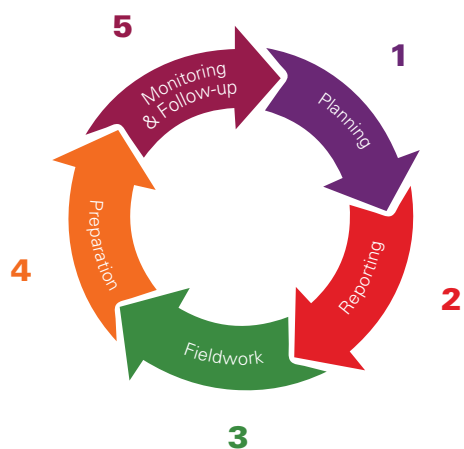 1
Planning
2
Reporting
3
Fieldwork
4
Preparation
5
Monitoring
& Follow-up